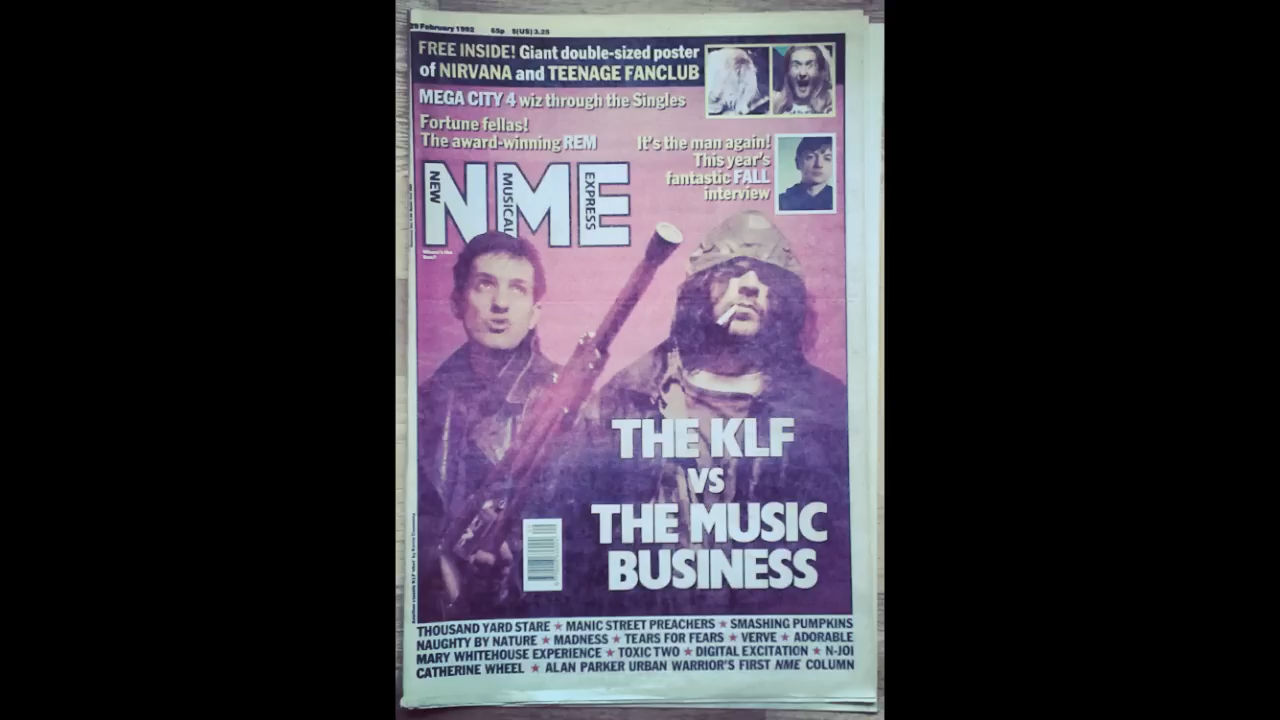 29 February 1992 65p $(US) 3.25
FREE INSIDE! Giant double-sized poster
of NIRVANA and TEENAGE FANCLUB
MEGA CITY 4 wiz through the Singles
Fortune fellas!
The award-winning REM
It's the man again!
This year's
fantastic FALL
interview
NEW
MUSICAL
EXPRESS
NME
THE KLF
VS
THE MUSIC
BUSINESS
THOUSAND YARD STARE ★ MANIC STREET PREACHERS ★ SMASHING PUMPKINS
NAUGHTY BY NATURE ★ MADNESS ★ TEARS FOR FEARS ★ VERVE ★ ADORABLE
MARY WHITEHOUSE EXPERIENCE ★ TOXIC TWO ★ DIGITAL EXCITATION ★ N-JOI
CATHERINE WHEEL ★ ALAN PARKER URBAN WARRIOR'S FIRST NME COLUMN